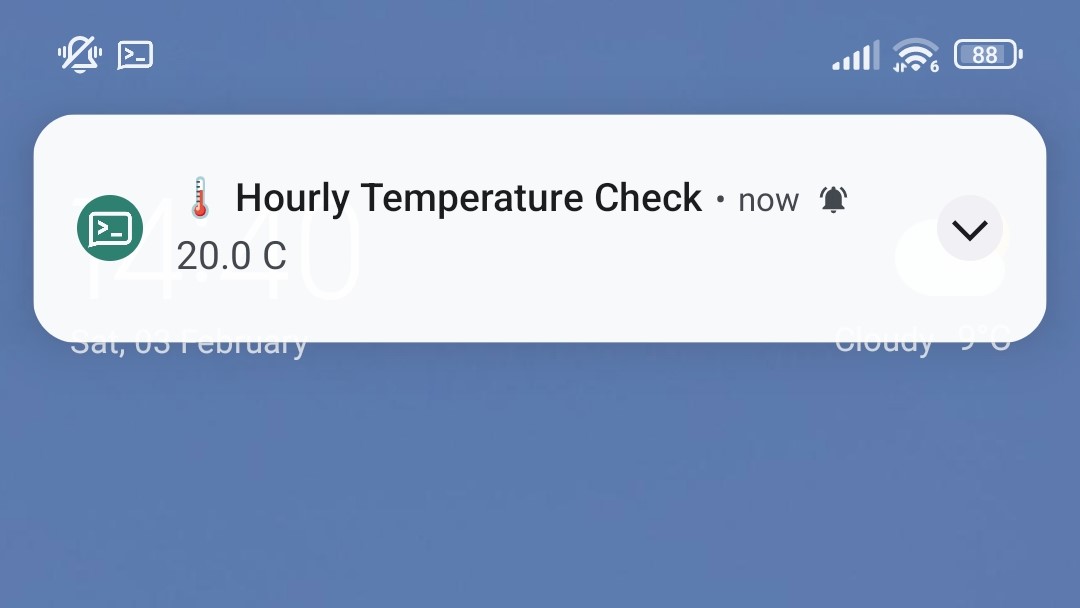 88
🌡️ Hourly Temperature Check • now
20.0 C
14:40
Sat, 03 February
Cloudy 9°C